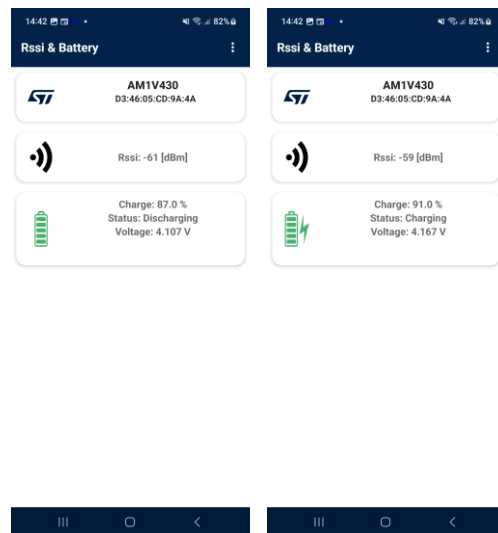 14:42
82%
Rssi & Battery
AM1V430
D3:46:05:CD:9A:4A
Rssi: -61 [dBm]
Charge: 87.0 %
Status: Discharging
Voltage: 4.107 V
14:42
82%
Rssi & Battery
AM1V430
D3:46:05:CD:9A:4A
Rssi: -59 [dBm]
Charge: 91.0 %
Status: Charging
Voltage: 4.167 V